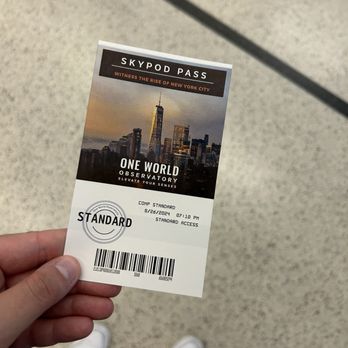 SKYPOD PASS
WITNESS THE RISE OF NEW YORK CITY
ONE WORLD
OBSERVATORY
ELEVATE YOUR SENSES
COMP STANDARD
8/26/2024 07:10 PM
STANDARD ACCESS
STANDARD